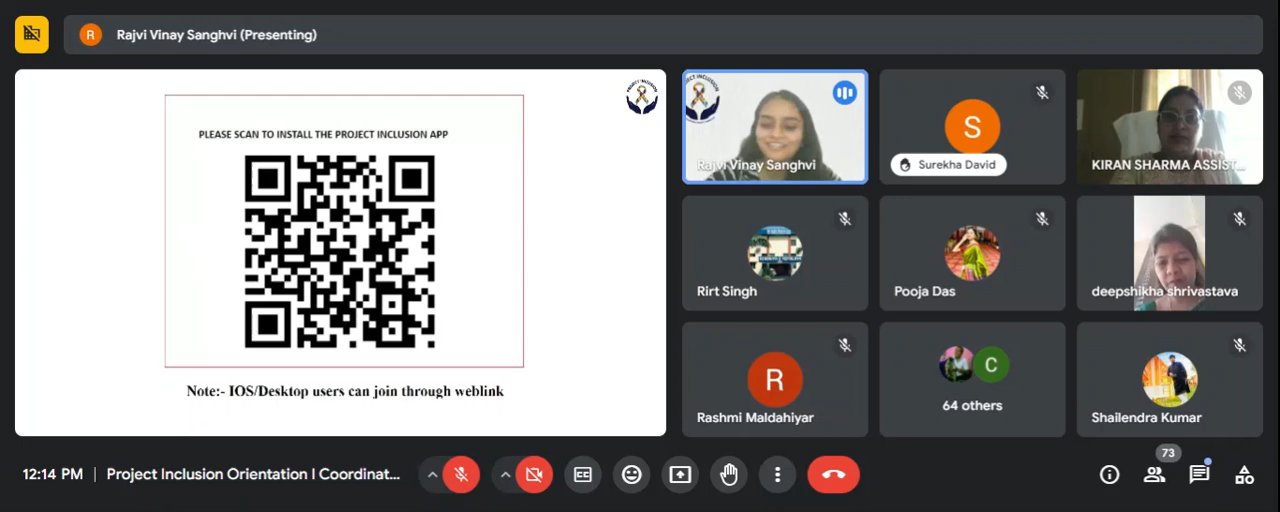 R Rajvi Vinay Sanghvi (Presenting)
PLEASE SCAN TO INSTALL THE PROJECT INCLUSION APP
Note:- IOS/Desktop users can join through weblink
Rajvi Vinay Sanghvi
S
Surekha David
KIRAN SHARMA ASSIST...
Rirt Singh
Pooja Das
deepshikha shrivastava
R
Rashmi Maldahiyar
C
64 others
Shailendra Kumar
12:14 PM | Project Inclusion Orientation I Coordinat...
CC
73